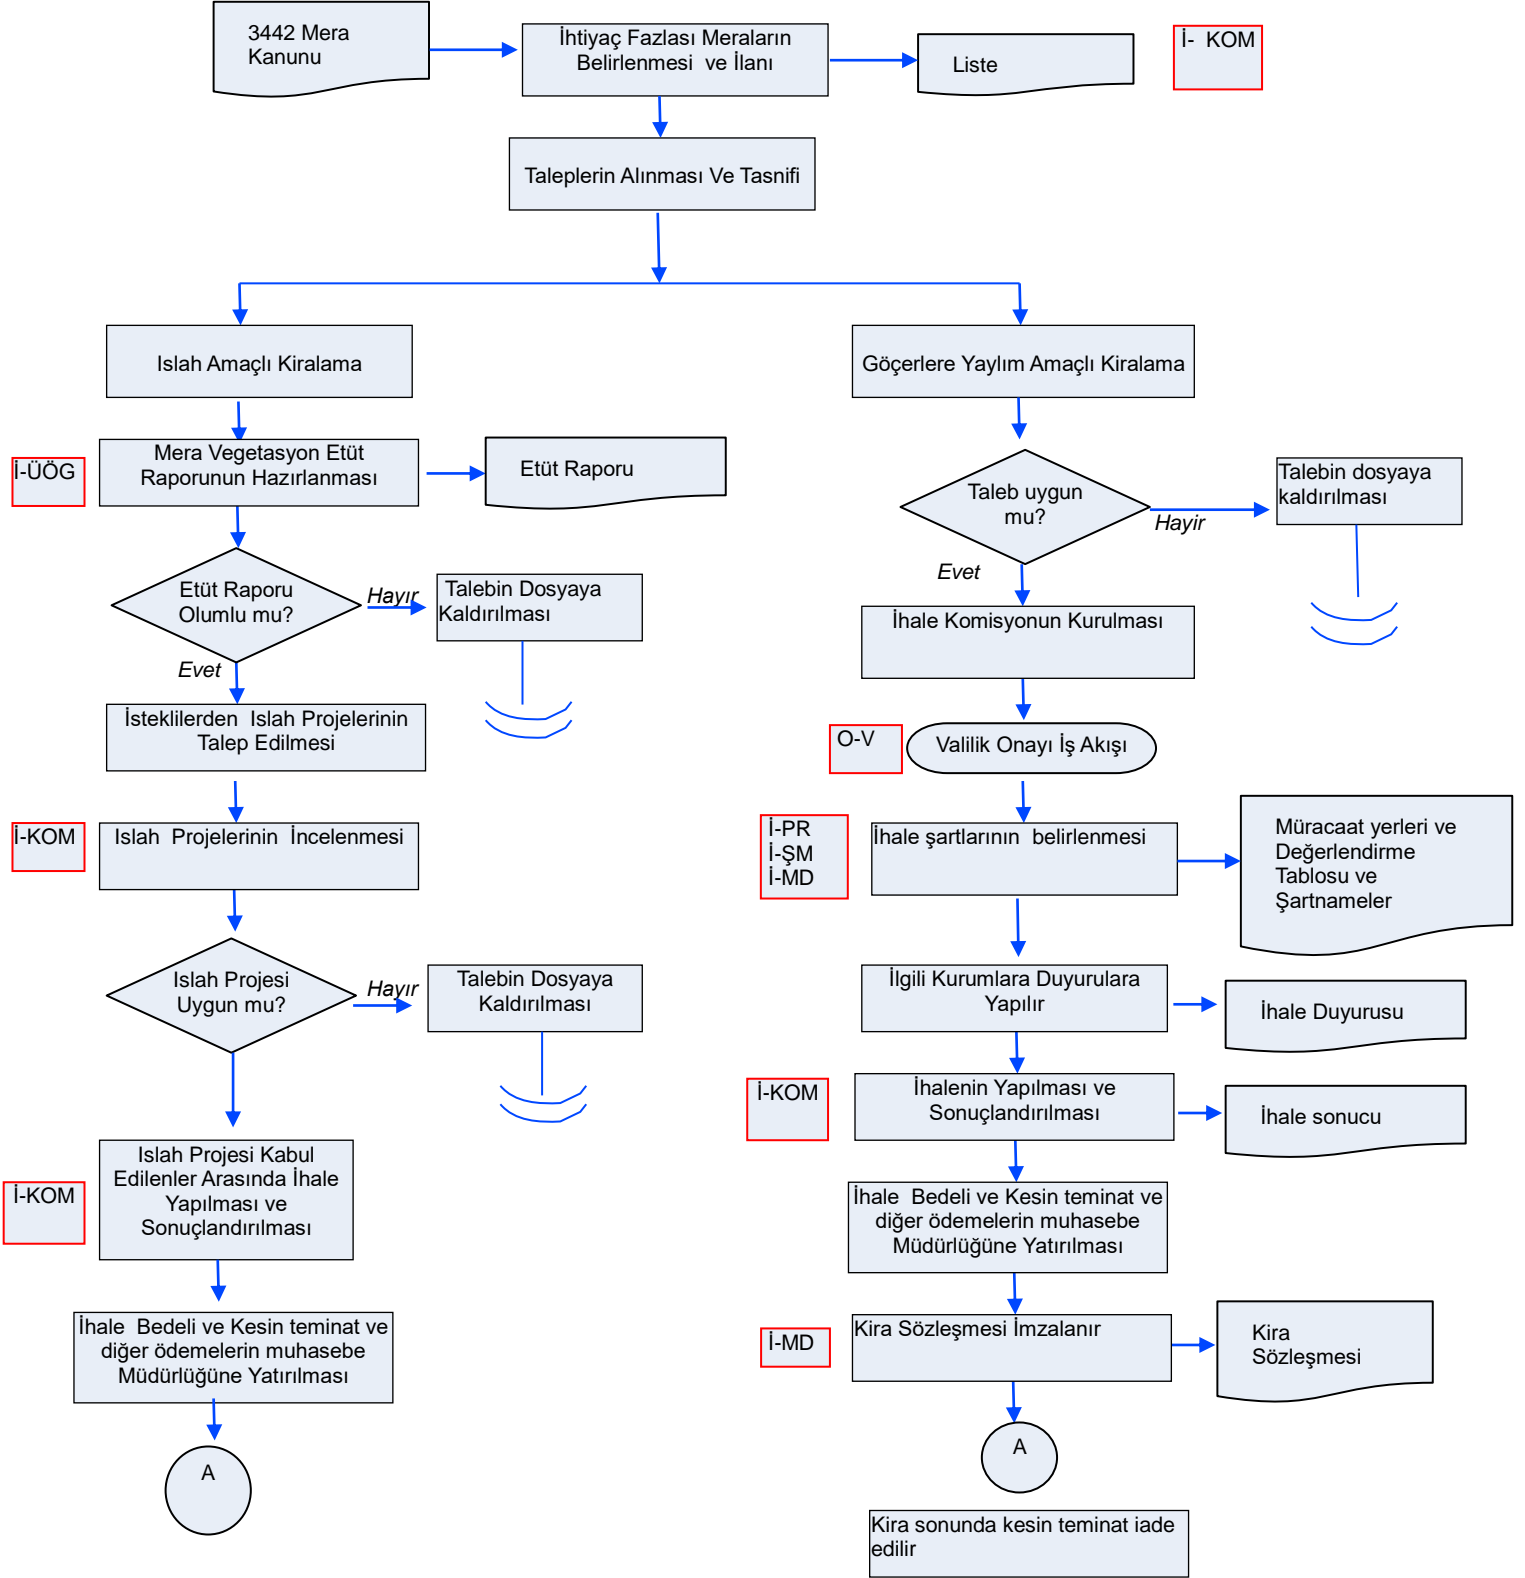 3442 Mera
Kanunu
İhtiyaç Fazlası Meraların
Belirlenmesi ve İlanı
Liste
İ- KOM
Taleplerin Alınması Ve Tasnifi
Islah Amaçlı Kiralama
İ-ÜÖG
Mera Vegetasyon Etüt
Raporunun Hazırlanması
Etüt Raporu
Etüt Raporu
Olumlu mu?
Hayır
Talebin Dosyaya
Kaldırılması
Evet
İsteklilerden Islah Projelerinin
Talep Edilmesi
İ-KOM
Islah Projelerinin İncelenmesi
Islah Projesi
Uygun mu?
Hayır
Talebin Dosyaya
Kaldırılması
İ-KOM
Islah Projesi Kabul
Edilenler Arasında İhale
Yapılması ve
Sonuçlandırılması
İhale Bedeli ve Kesin teminat ve
diğer ödemelerin muhasebe
Müdürlüğüne Yatırılması
A
Göçerlere Yaylım Amaçlı Kiralama
Taleb uygun
mu?
Hayir
Talebin dosyaya
kaldırılması
Evet
İhale Komisyonun Kurulması
O-V
Valilik Onayı İş Akışı
İ-PR
İ-ŞM
İ-MD
İhale şartlarının belirlenmesi
Müracaat yerleri ve
Değerlendirme
Tablosu ve
Şartnameler
İlgili Kurumlara Duyurulara
Yapılır
İhale Duyurusu
İ-KOM
İhalenin Yapılması ve
Sonuçlandırılması
İhale sonucu
İhale Bedeli ve Kesin teminat ve
diğer ödemelerin muhasebe
Müdürlüğüne Yatırılması
İ-MD
Kira Sözleşmesi İmzalanır
Kira
Sözleşmesi
A
Kira sonunda kesin teminat iade
edilir